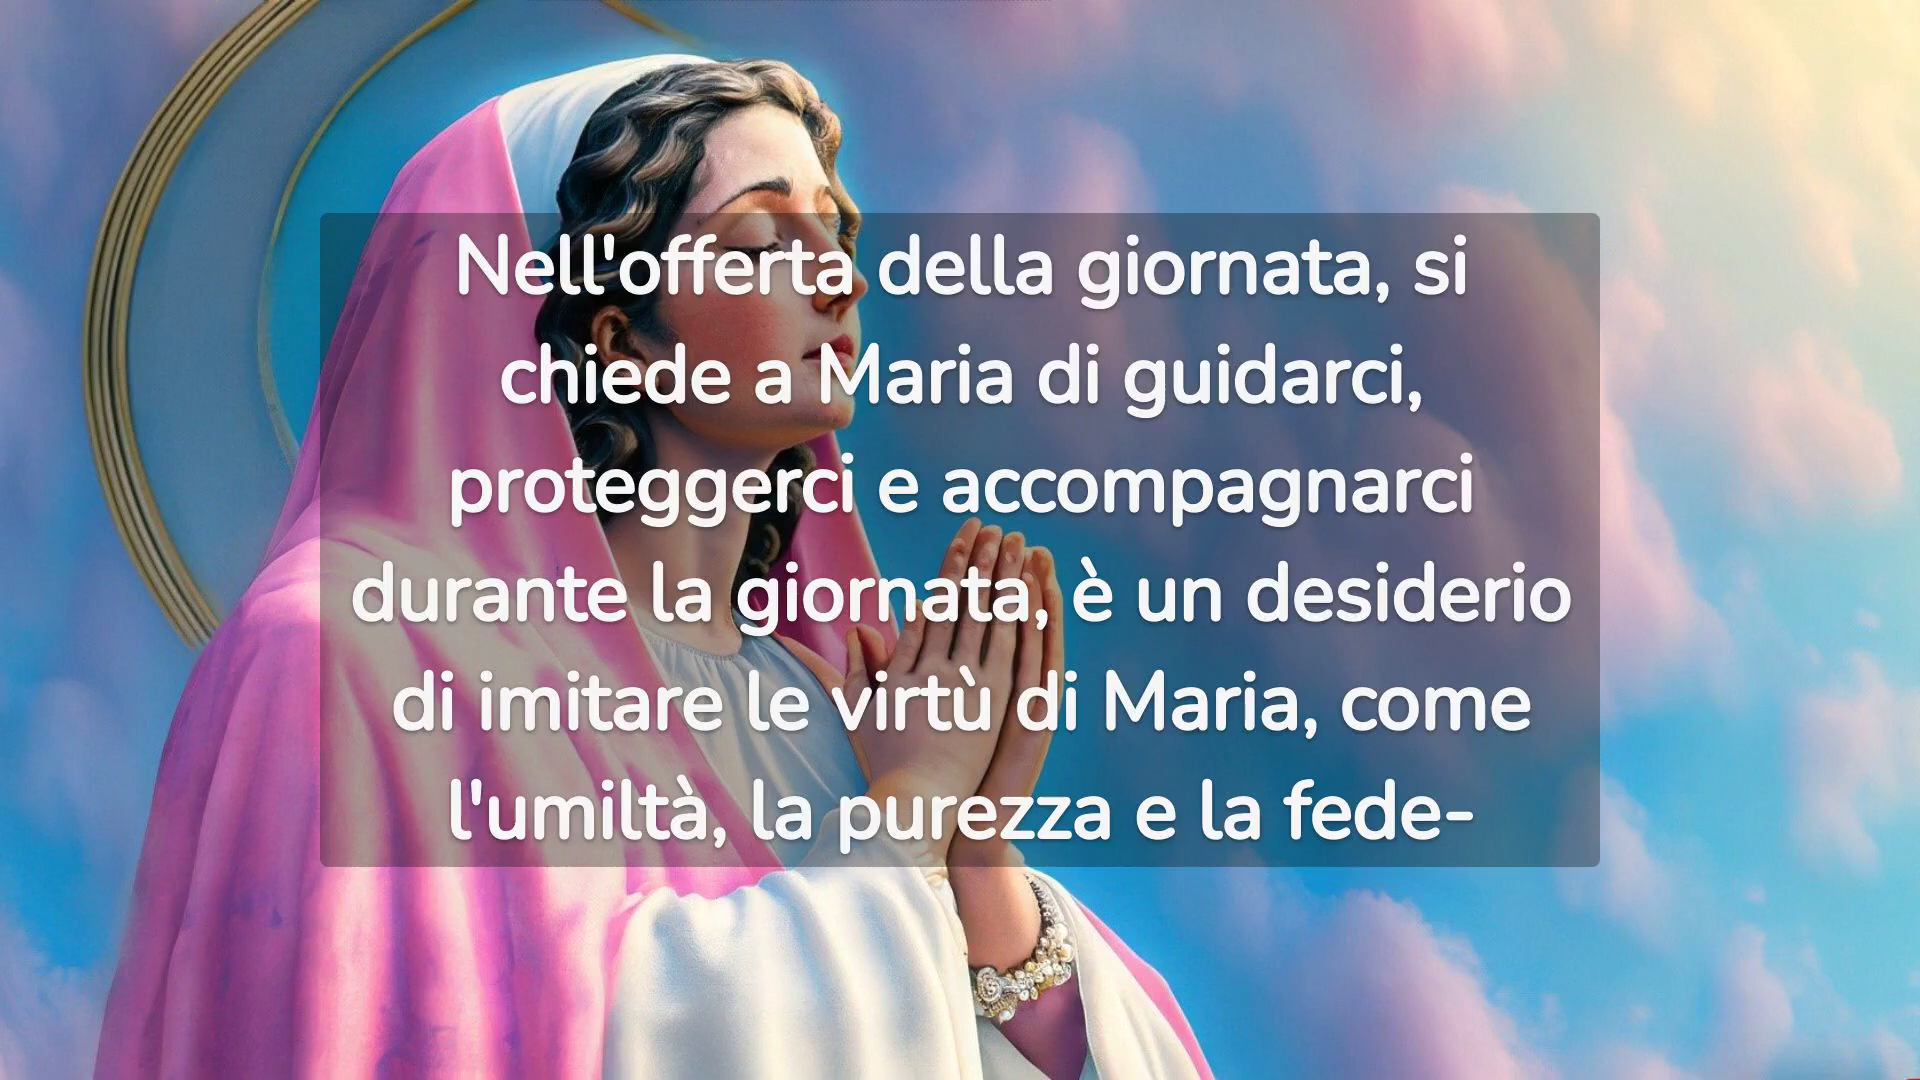 Nell'offerta della giornata, si
chiede a Maria di guidarci,
proteggerci e accompagnarci
durante la giornata, è un desiderio
di imitare le virtù di Maria, come
l'umiltà, la purezza e la fede-